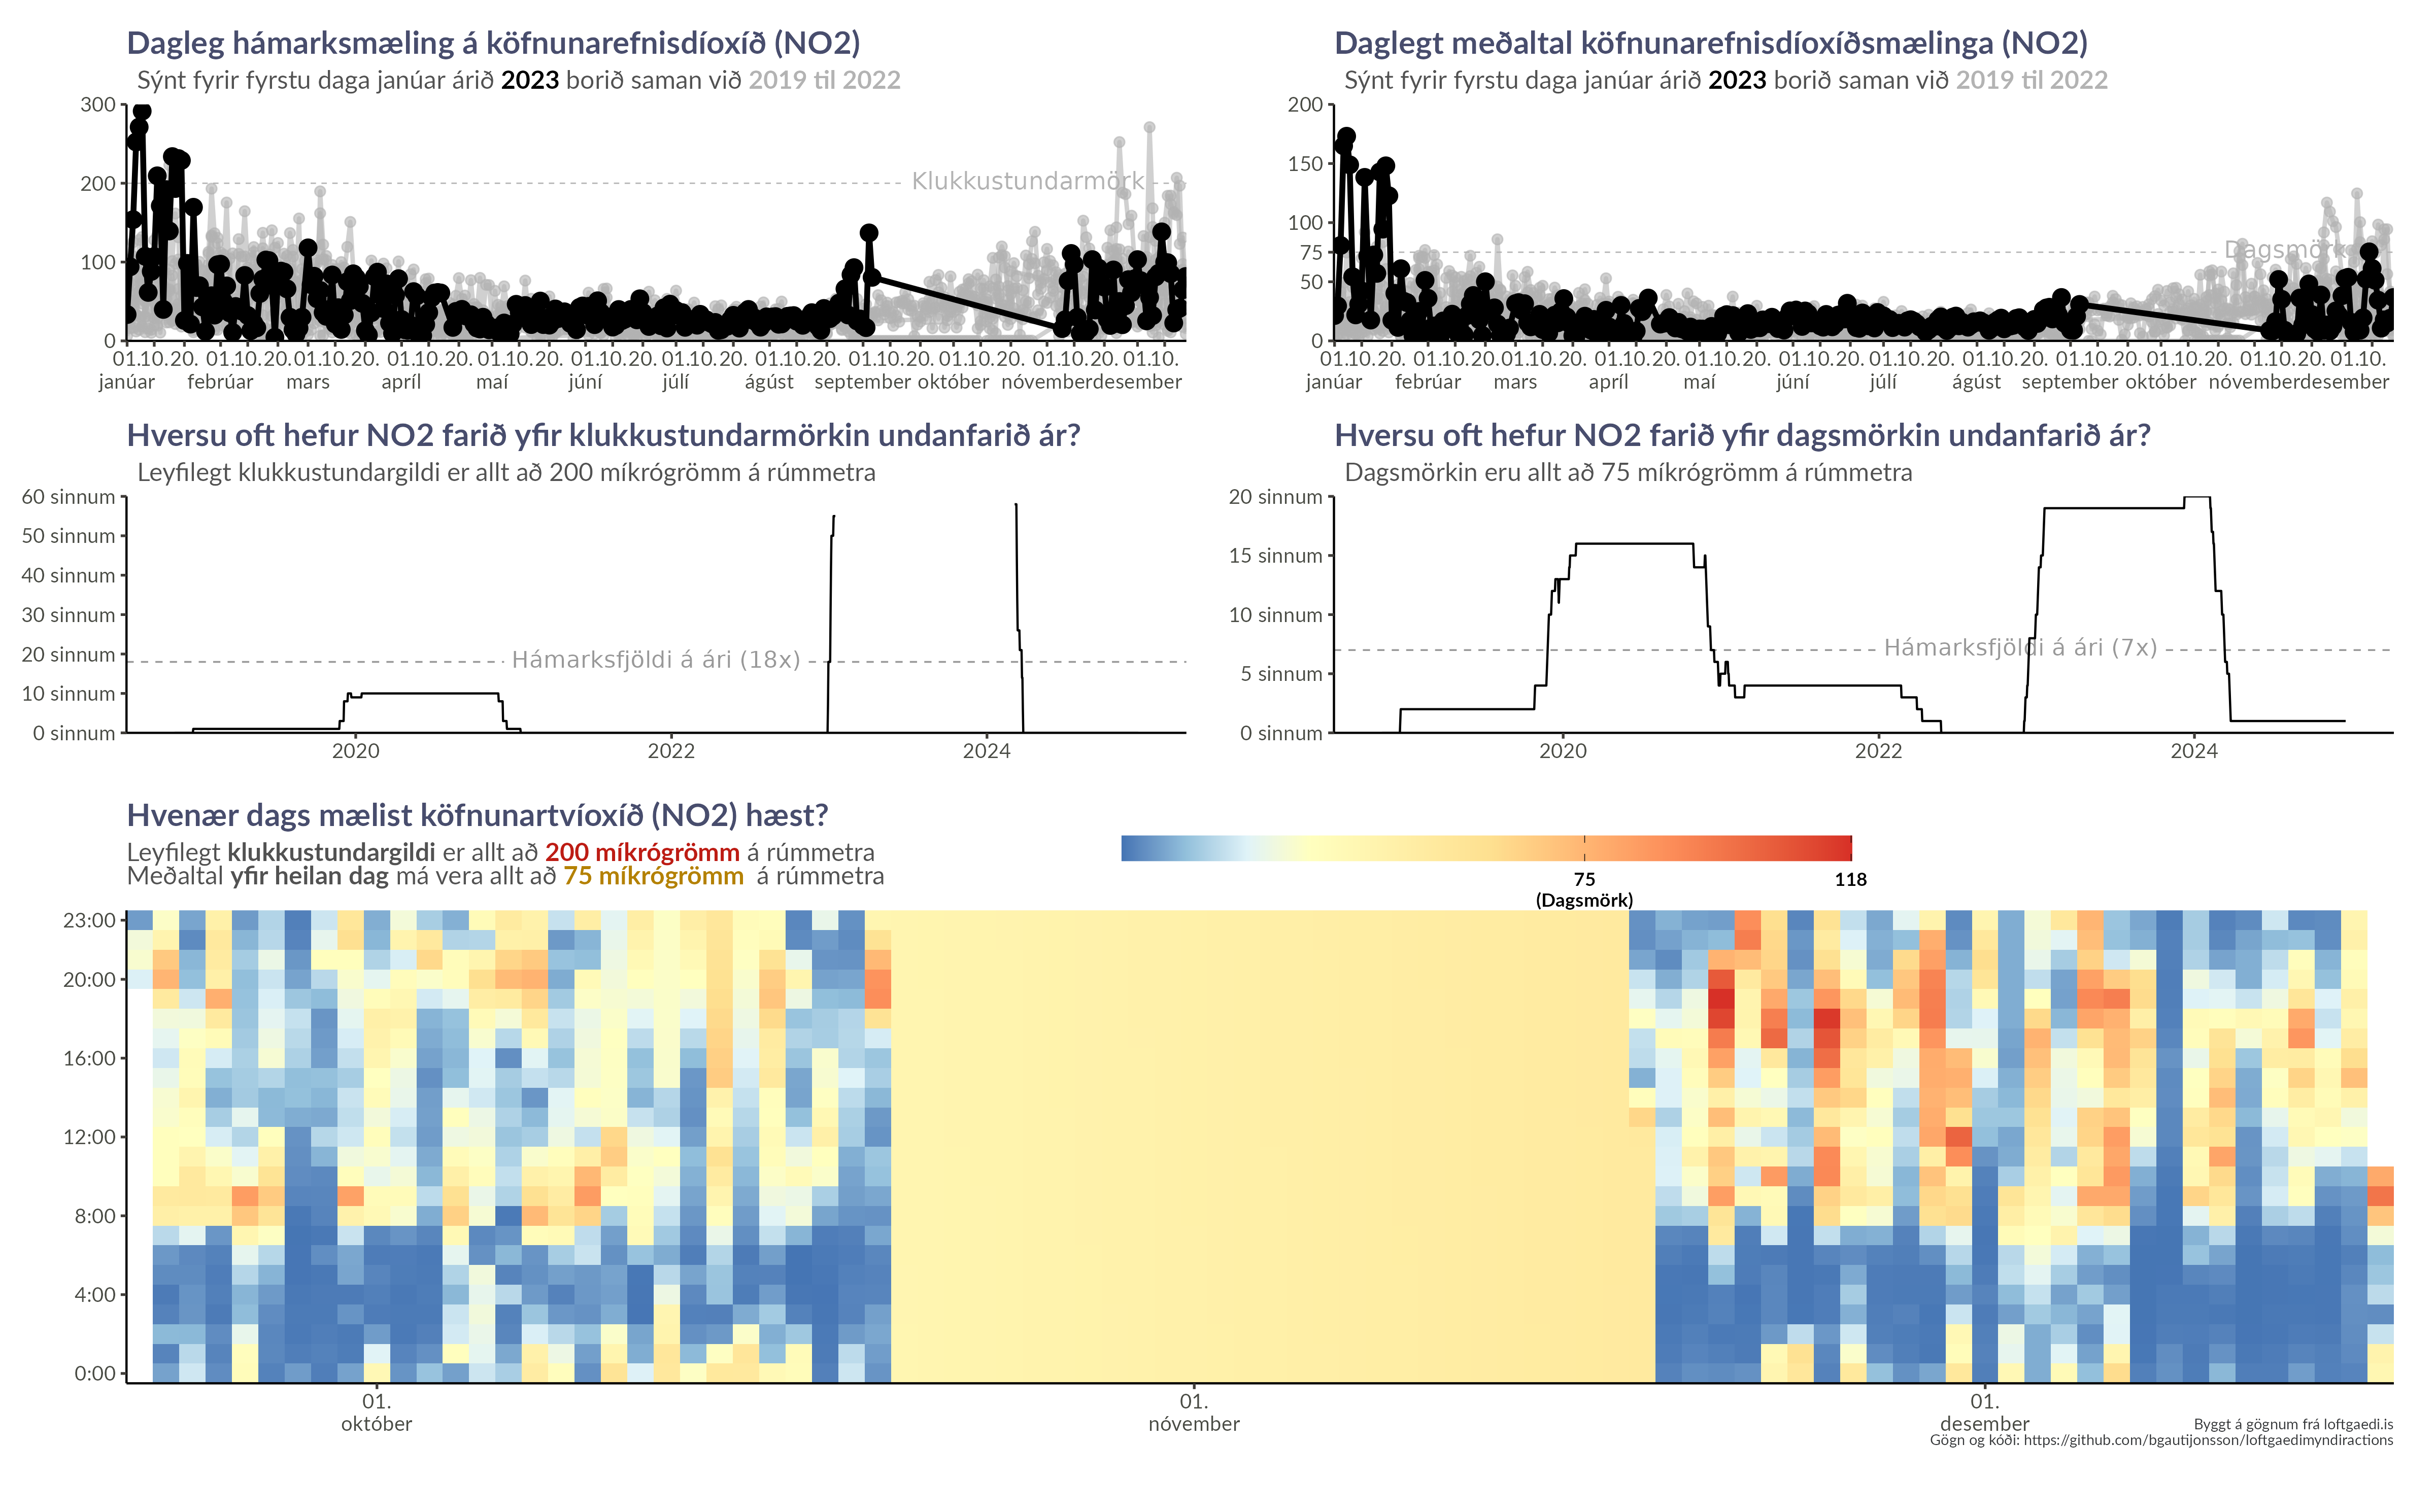 Dagleg hámarksmæling á köfnunarefnisdíoxíð (NO2)
Sýnt fyrir fyrstu daga janúar árið 2023 borið saman við 2019 til 2022
300
200
100
0
Klukkustundarmörk
01.10.20. 01.10.20. 01.10.20. 01.10.20. 01.10.20. 01.10.20. 01.10.20. 01.10.20. 01.10.20. 01.10.20. 01.10.20. 01.10.
janúar febrúar mars apríl maí júní júlí ágúst september október nóvember desember
Daglegt meðaltal köfnunarefnisdíoxíðsmælinga (NO2)
Sýnt fyrir fyrstu daga janúar árið 2023 borið saman við 2019 til 2022
200
150
100
75
50
0
Dagsmörk
01.10.20. 01.10.20. 01.10.20. 01.10.20. 01.10.20. 01.10.20. 01.10.20. 01.10.20. 01.10.20. 01.10.20. 01.10.20. 01.10.
janúar febrúar mars apríl maí júní júlí ágúst september október nóvember desember
Hversu oft hefur NO2 farið yfir klukkustundarmörkin undanfarið ár?
Leyfilegt klukkustundargildi er allt að 200 míkrógrömm á rúmmetra
60 sinnum
50 sinnum
40 sinnum
30 sinnum
20 sinnum
10 sinnum
0 sinnum
Hámarksfjöldi á ári (18x)
2020 2022 2024
Hversu oft hefur NO2 farið yfir dagsmörkin undanfarið ár?
Dagsmörkin eru allt að 75 míkrógrömm á rúmmetra
20 sinnum
15 sinnum
10 sinnum
5 sinnum
0 sinnum
Hámarksfjöldi á ári (7x)
2020 2022 2024
Hvenær dags mælist köfnunartvíoxíð (NO2) hæst?
Leyfilegt klukkustundargildi er allt að 200 míkrógrömm á rúmmetra
Meðaltal yfir heilan dag má vera allt að 75 míkrógrömm á rúmmetra
75 118
(Dagsmörk)
23:00
20:00
16:00
12:00
8:00
4:00
0:00
01. 01. 01.
október nóvember desember
Byggt á gögnum frá loftgaedi.is
Gögn og kóði: https://github.com/bgautijonsson/loftgaedimyndiractions